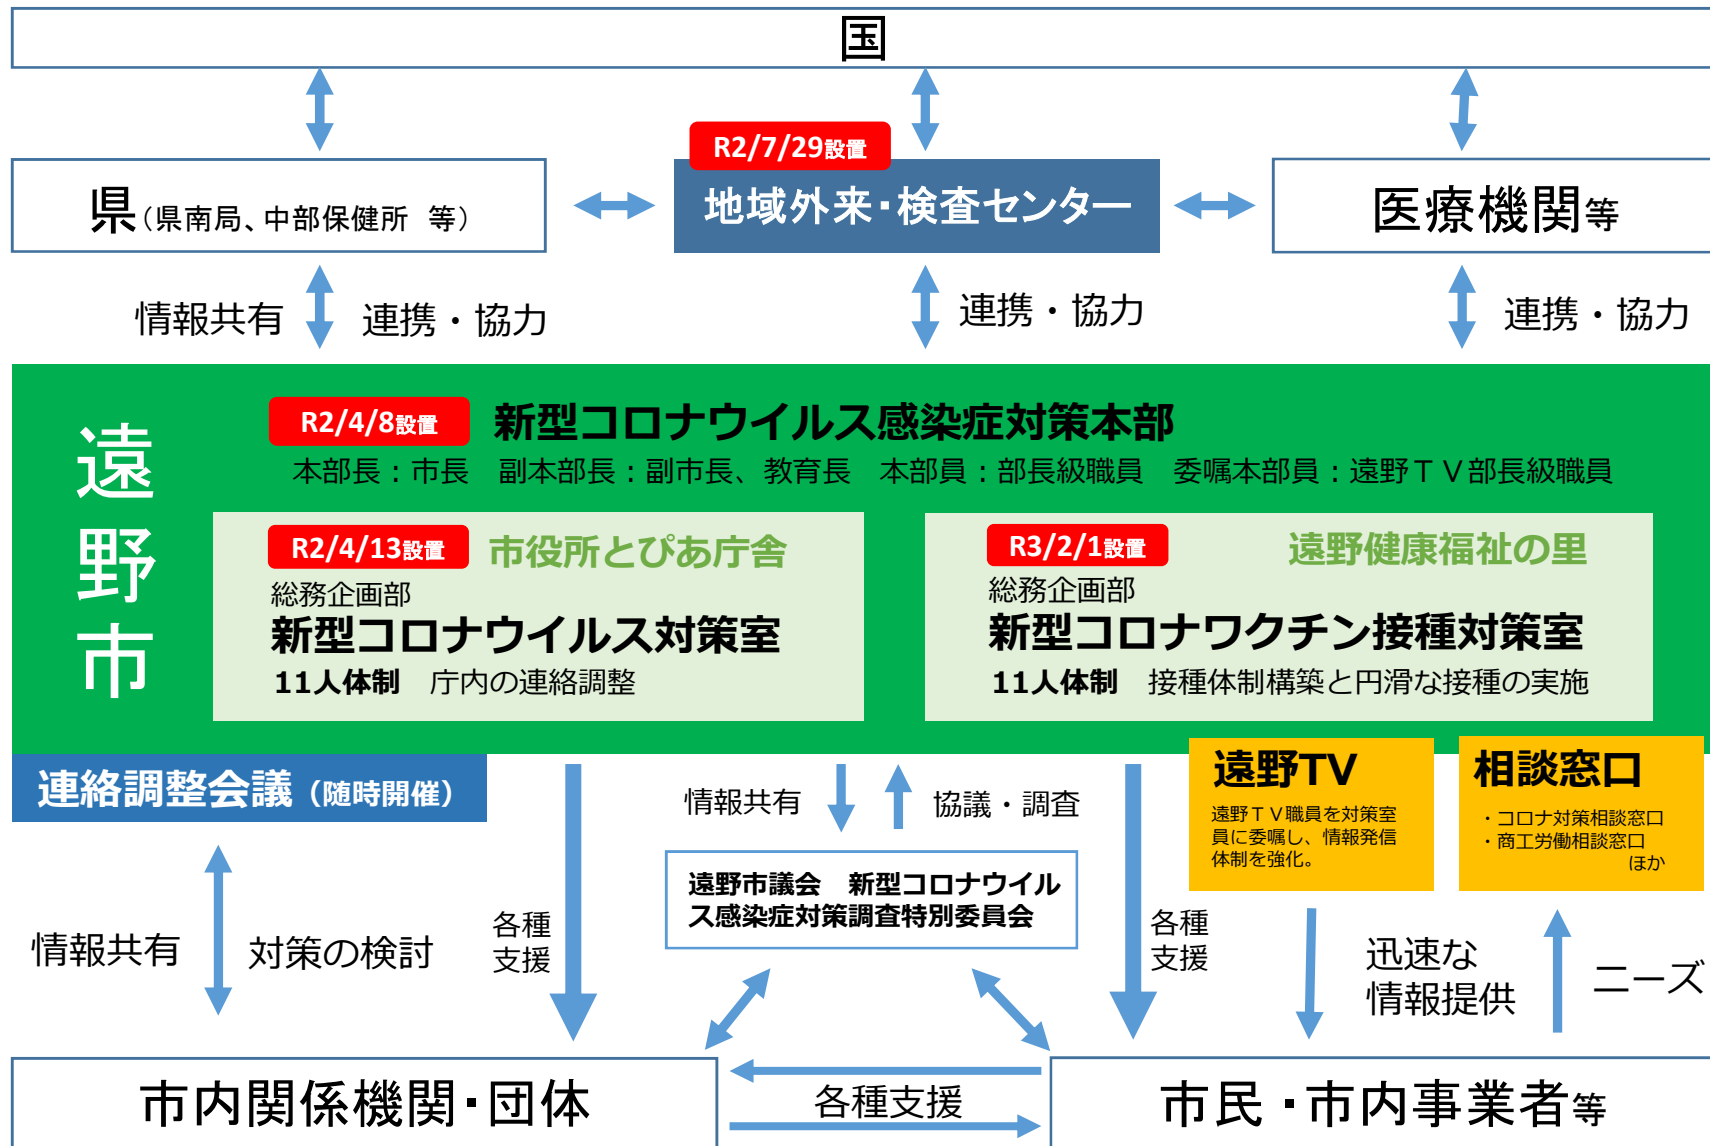 国
R2/7/29設置
県(県南局、中部保健所 等)
地域外来・検査センター
医療機関等
情報共有
連携・協力
連携・協力
連携・協力
遠野市
R2/4/8設置
新型コロナウイルス感染症対策本部
本部長：市長 副本部長：副市長、教育長 本部員：部長級職員 委嘱本部員：遠野ＴＶ部長級職員
R2/4/13設置
市役所とぴあ庁舎
総務企画部
新型コロナウイルス対策室
11人体制 庁内の連絡調整
R3/2/1設置
遠野健康福祉の里
総務企画部
新型コロナワクチン接種対策室
11人体制 接種体制構築と円滑な接種の実施
連絡調整会議（随時開催）
情報共有
協議・調査
遠野TV
遠野ＴＶ職員を対策室
員に委嘱し、情報発信
体制を強化。
相談窓口
・コロナ対策相談窓口
・商工労働相談窓口
ほか
遠野市議会 新型コロナウイル
ス感染症対策調査特別委員会
情報共有
対策の検討
各種
支援
各種
支援
迅速な
情報提供
ニーズ
市内関係機関・団体
各種支援
市民・市内事業者等